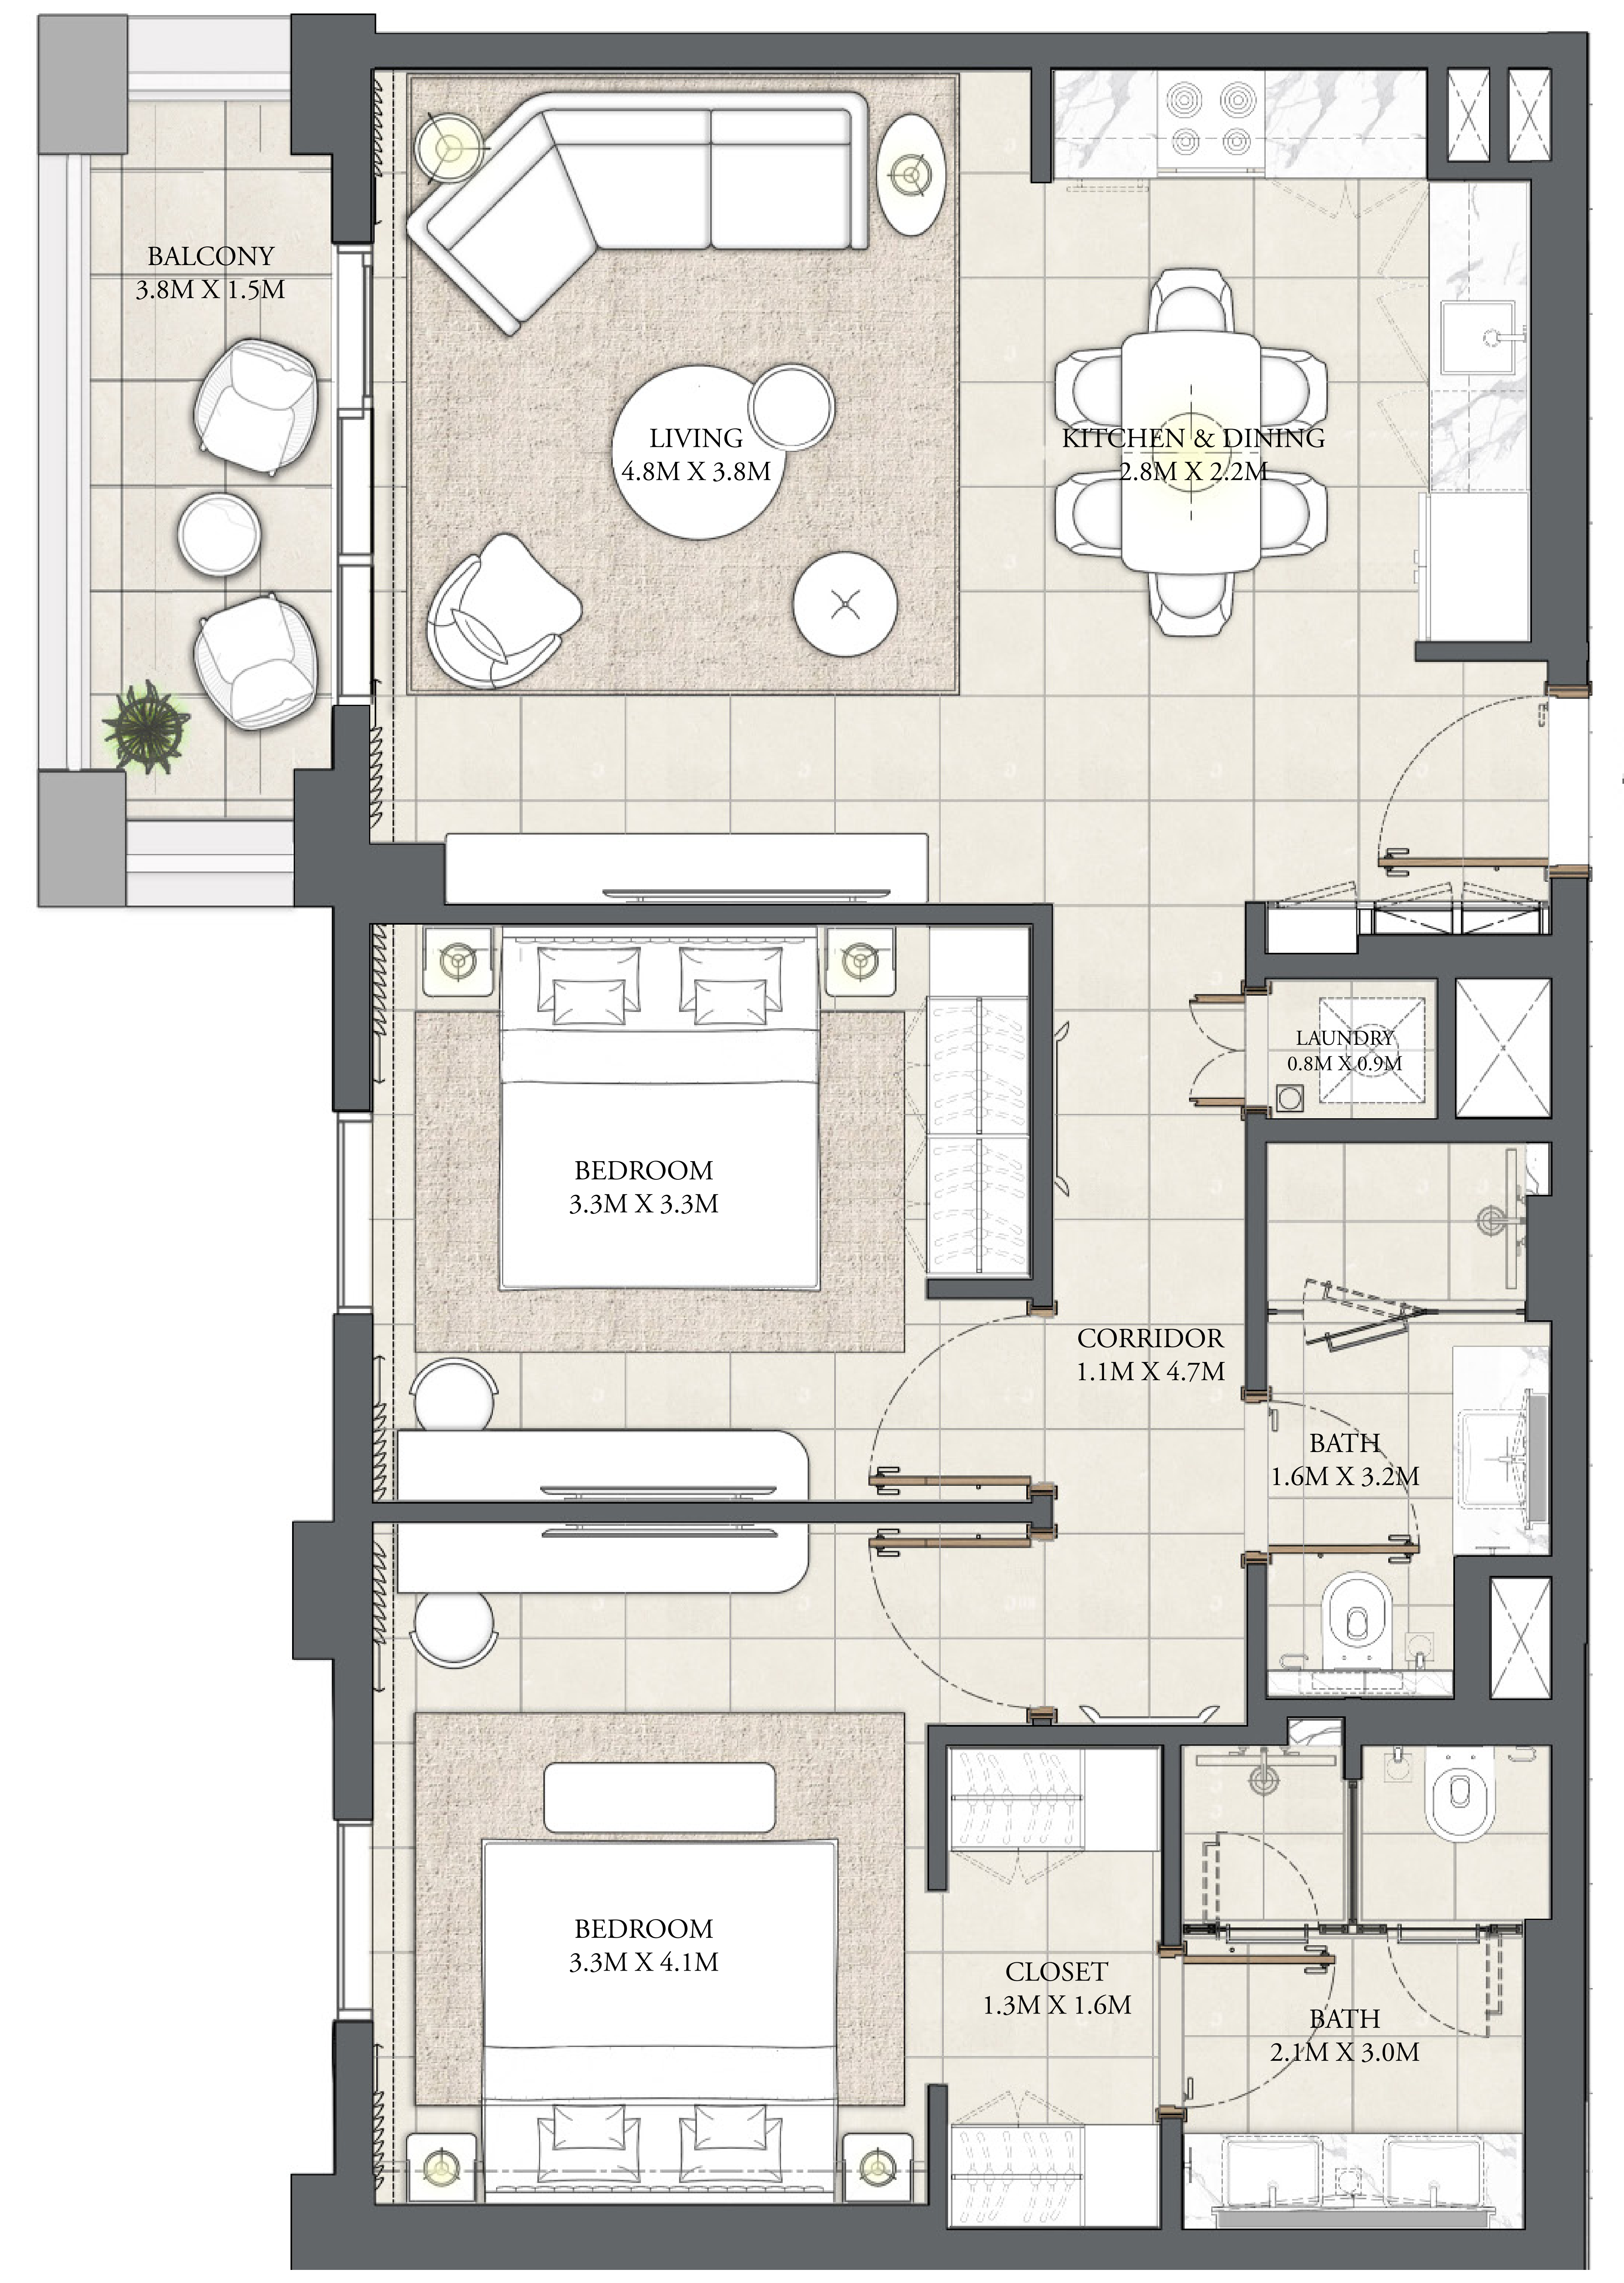 BALCONY
3.8M X 1.5M
LIVING
4.8M X 3.8M
KITCHEN & DINING
2.8M X 2.2M
LAUNDRY
0.8M X 0.9M
BEDROOM
3.3M X 3.3M
CORRIDOR
1.1M X 4.7M
BATH
1.6M X 3.2M
BEDROOM
3.3M X 4.1M
CLOSET
1.3M X 1.6M
BATH
2.1M X 3.0M